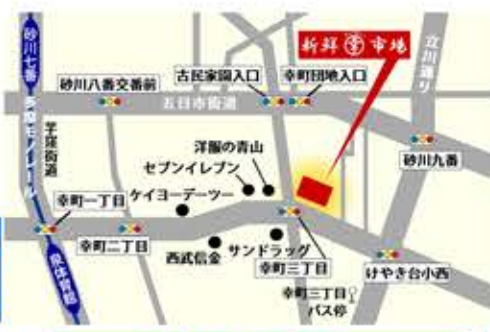 砂川七番
多摩モノレール
芋窪街道
砂川八番交番前
五日市街道
古民家園入口
幸町団地入口
新鮮 幸 市場
立川通り
砂川九番
洋服の青山
セブンイレブン
ケイヨーデーツー
幸町一丁目
幸町二丁目
泉体育館
西武信金
サンドラッグ
幸町三丁目
けやき台小西
幸町三丁目
バス停